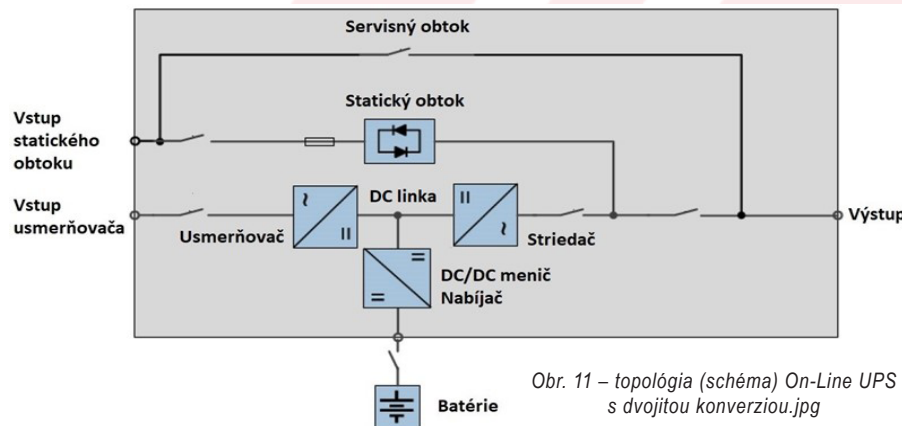 Servisný obtok
Statický obtok
Vstup
statického
obtoku
DC linka
Vstup
usmerňovača
Usmerňovač
Striedač
Výstup
DC/DC menič
Nabíjač
Batérie
Obr. 11 – topológia (schéma) On-Line UPS
s dvojitou konverziou.jpg